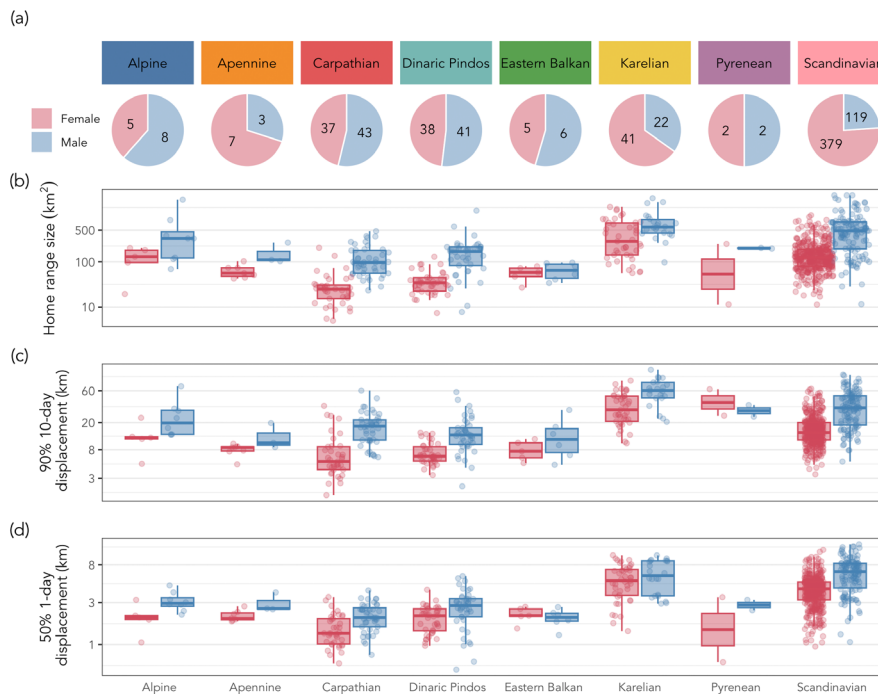 (a)
Alpine Apennine Carpathian Dinaric Pindos Eastern Balkan Karelian Pyrenean Scandinavian
Female
Male
5 8 7 3 37 43 38 41 5 6 41 22 2 2 379 119
(b)
Home range size (km²)
500
100
10
(c)
90% 10-day
displacement (km)
60
20
8
3
(d)
50% 1-day
displacement (km)
8
3
1
Alpine Apennine Carpathian Dinaric Pindos Eastern Balkan Karelian Pyrenean Scandinavian